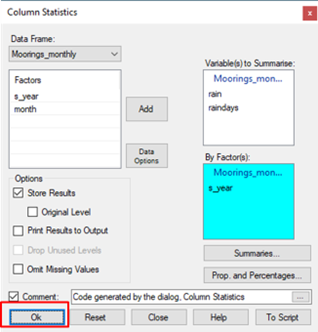 Column Statistics
x
Data Frame:
Moorings_monthly
Factors
s_year
month
Add
Data
Options
Variable(s) to Summarise:
Moorings_mon...
rain
raindays
By Factor(s):
Moorings_mon...
s_year
Options
Store Results
Original Level
Print Results to Output
Drop Unused Levels
Omit Missing Values
Summaries...
Prop. and Percentages...
Comment:
Code generated by the dialog, Column Statistics
...
Ok
Reset
Close
Help
To Script